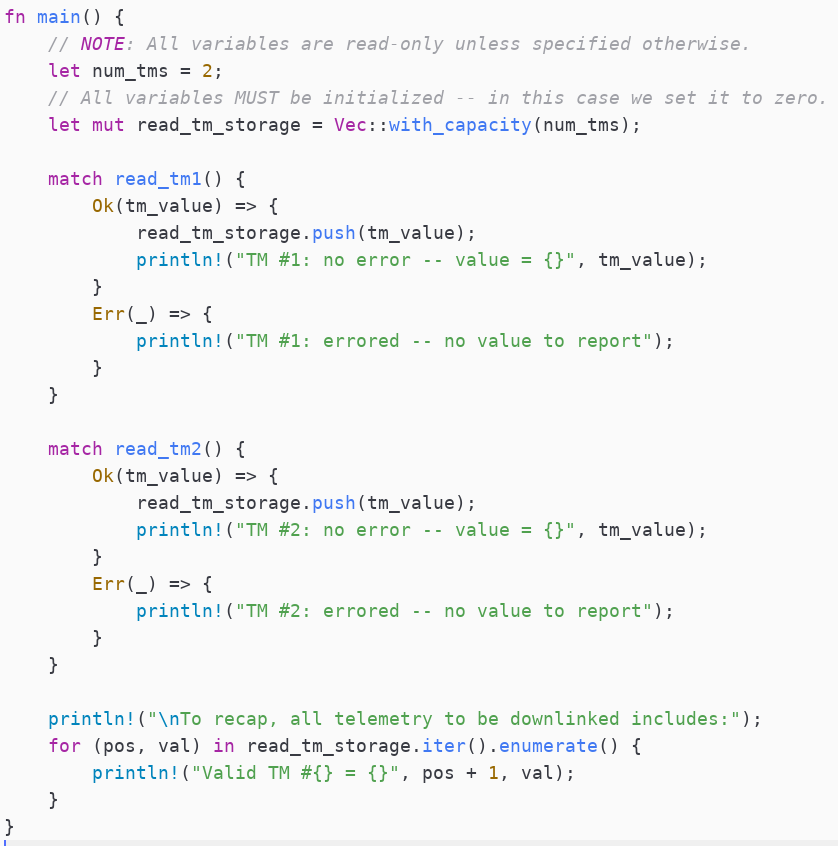 fn main() {
    // NOTE: All variables are read-only unless specified otherwise.
    let num_tms = 2;
    // All variables MUST be initialized -- in this case we set it to zero.
    let mut read_tm_storage = Vec::with_capacity(num_tms);

    match read_tm1() {
        Ok(tm_value) => {
            read_tm_storage.push(tm_value);
            println!("TM #1: no error -- value = {}", tm_value);
        }
        Err(_) => {
            println!("TM #1: errored -- no value to report");
        }
    }

    match read_tm2() {
        Ok(tm_value) => {
            read_tm_storage.push(tm_value);
            println!("TM #2: no error -- value = {}", tm_value);
        }
        Err(_) => {
            println!("TM #2: errored -- no value to report");
        }
    }

    println!("\nTo recap, all telemetry to be downlinked includes:");
    for (pos, val) in read_tm_storage.iter().enumerate() {
        println!("Valid TM #{} = {}", pos + 1, val);
    }
}